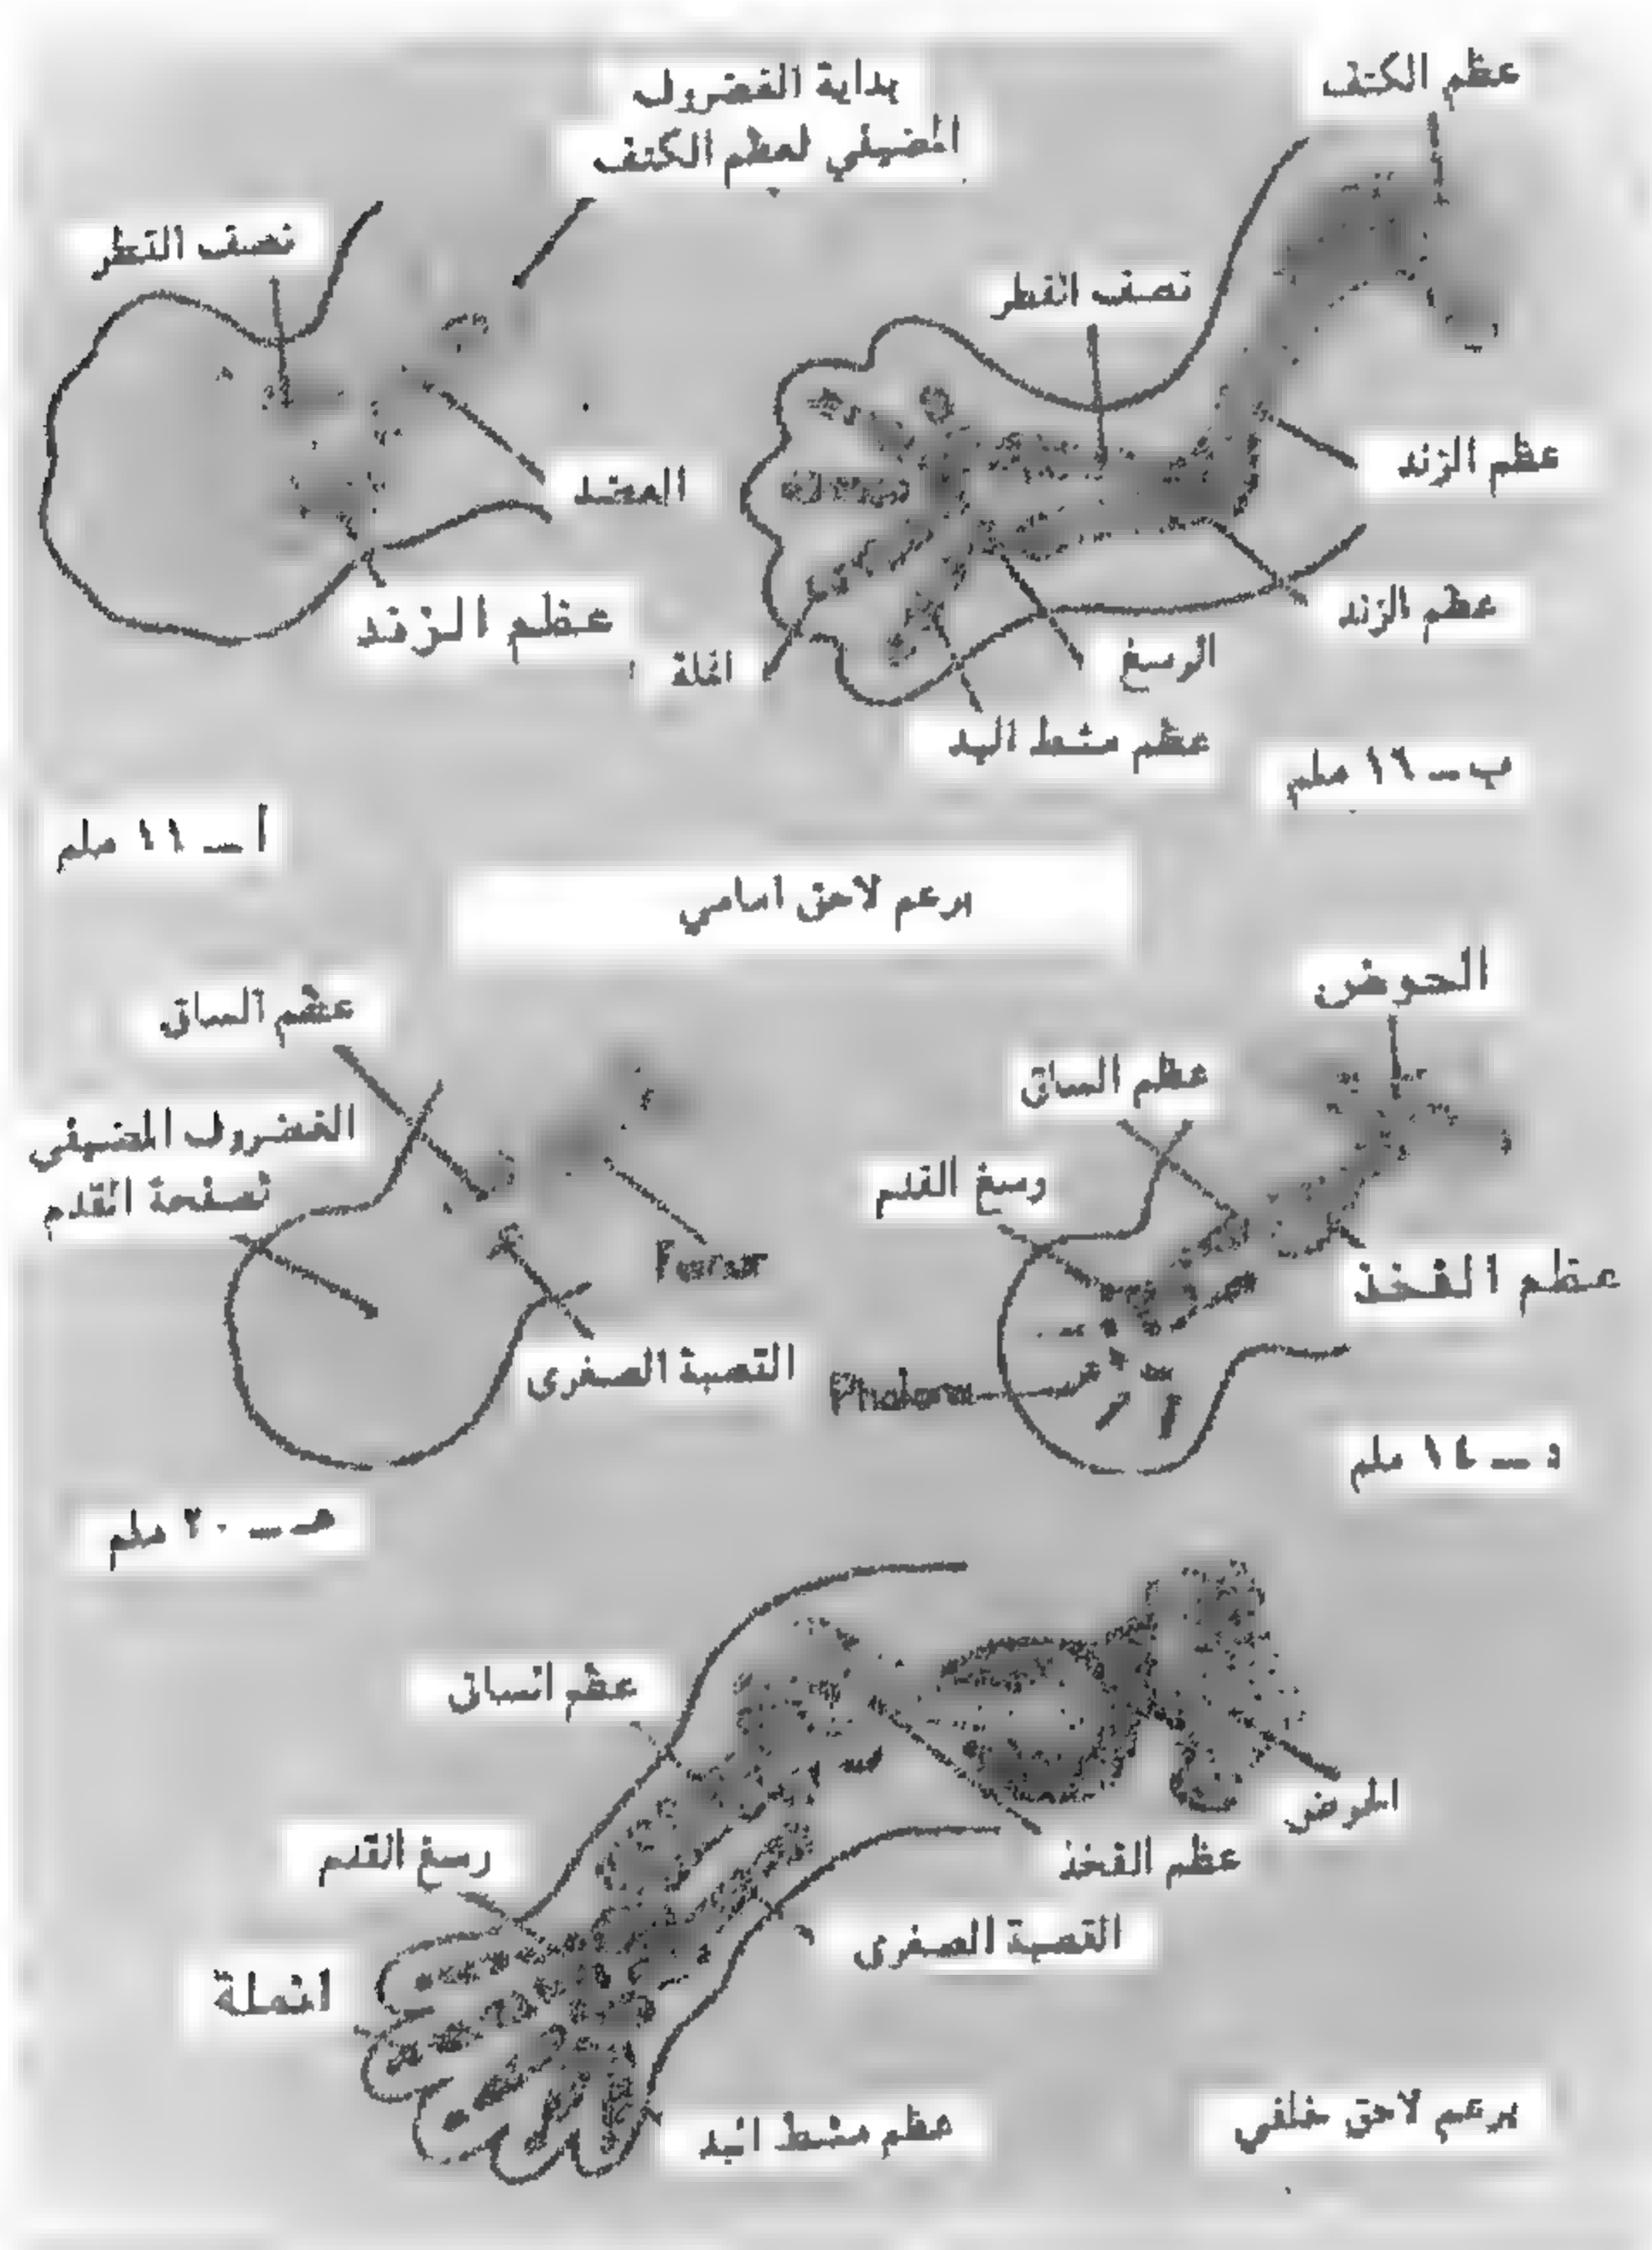 عظم الكتف
بداية الغضروف
المضيفي لعظم الكتف
نصف القطر
نصف القطر
عظم الزند
العضد
عظم الزند
عظم الزند
الرسغ
انملة
عظم مشط اليد
ب ــ ١٦ ملم
أ ــ ١١ ملم
برعم لاحق امامي
الحوض
عظم الساق
عظم الساق
رسغ القدم
الغضروف المضيفي
لصفحة القدم
Femur
عظم الفخذ
القصبة الصغرى
Phalanx
د ــ ١٤ ملم
هـ ــ ٢٠ ملم
عظم الساق
الحوض
رسغ القدم
عظم الفخذ
القصبة الصغرى
انملة
عظم مشط اليد
برعم لاحق خلفي